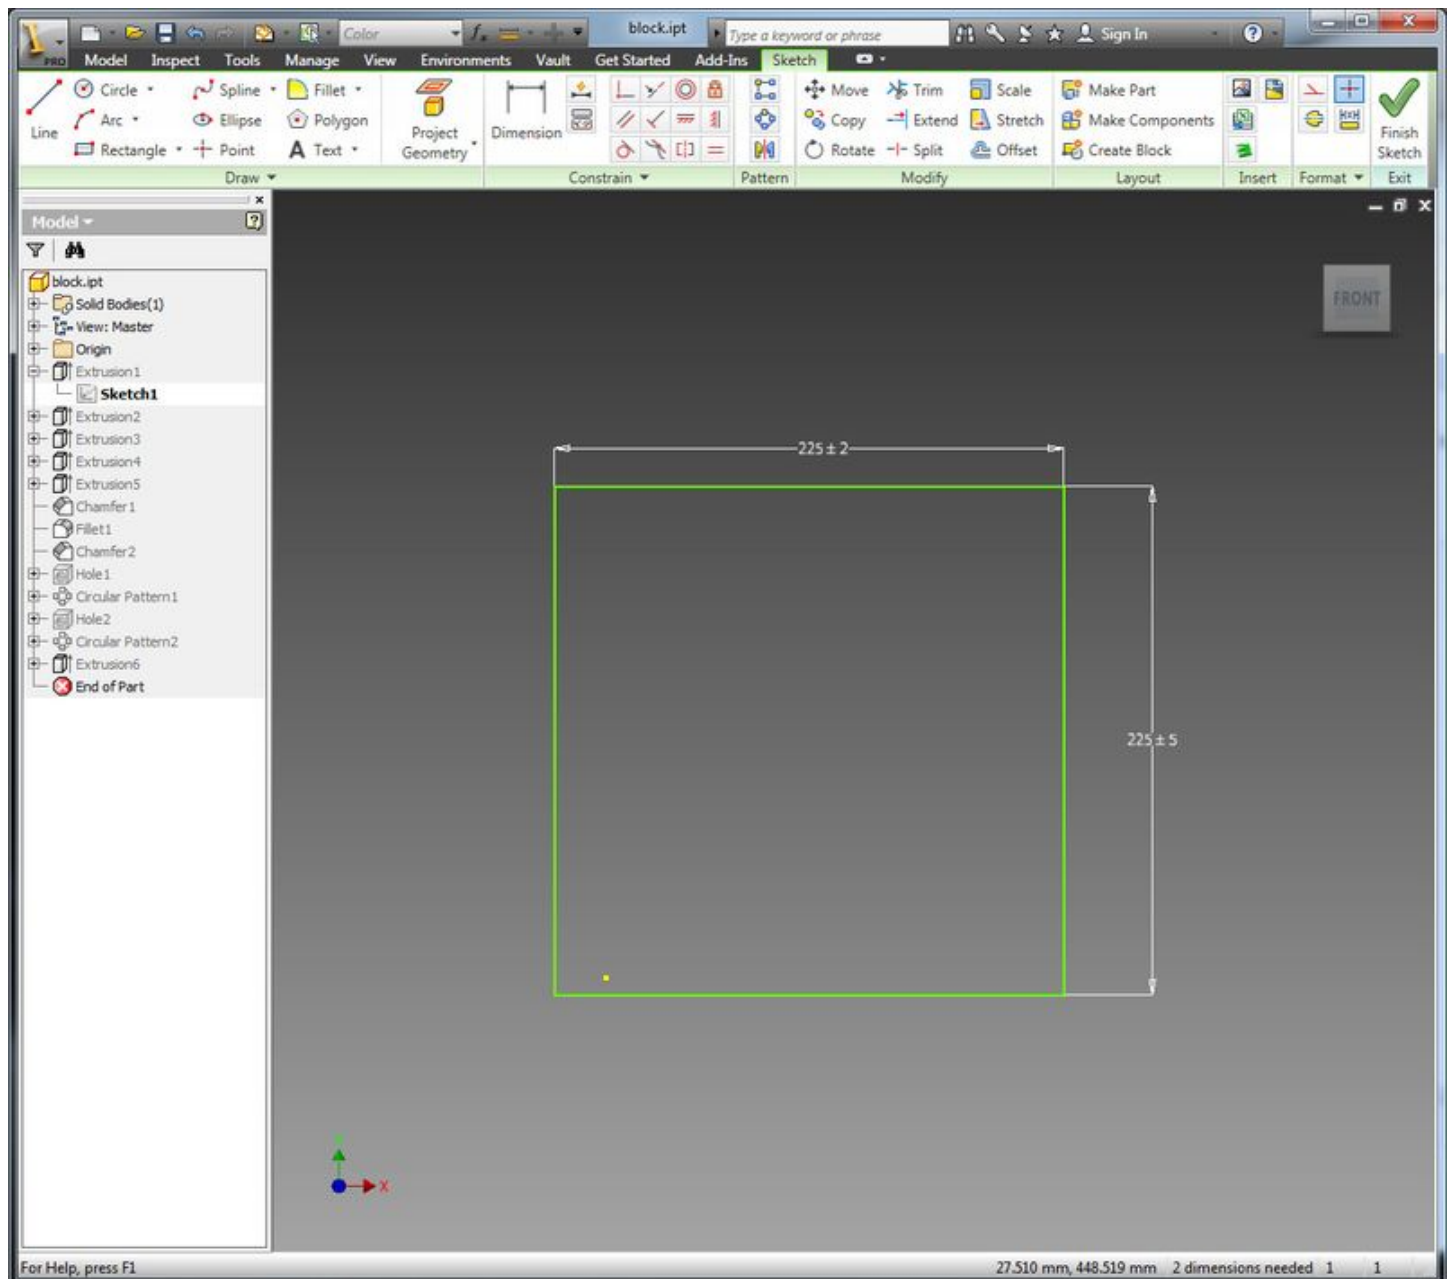 Color
block.ipt
Type a keyword or phrase
Sign In
PRO
Model Inspect Tools Manage View Environments Vault Get Started Add-Ins Sketch
Circle Spline Fillet Move Trim Scale Make Part
Line Arc Ellipse Polygon Project Geometry Dimension Copy Extend Stretch Make Components Finish Sketch
Rectangle Point A Text Rotate Split Offset Create Block
Draw Constrain Pattern Modify Layout Insert Format Exit
Model
block.ipt
Solid Bodies(1)
View: Master
Origin
Extrusion1
Sketch1
Extrusion2
Extrusion3
Extrusion4
Extrusion5
Chamfer1
Fillet1
Chamfer2
Hole1
Circular Pattern1
Hole2
Circular Pattern2
Extrusion6
End of Part
FRONT
225 ± 2
225 ± 5
X
For Help, press F1
27.510 mm, 448.519 mm 2 dimensions needed 1 1